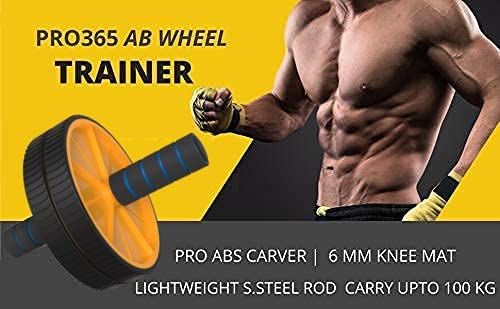 PRO365 AB WHEEL
TRAINER
PRO ABS CARVER | 6 MM KNEE MAT
LIGHTWEIGHT S.STEEL ROD CARRY UPTO 100 KG